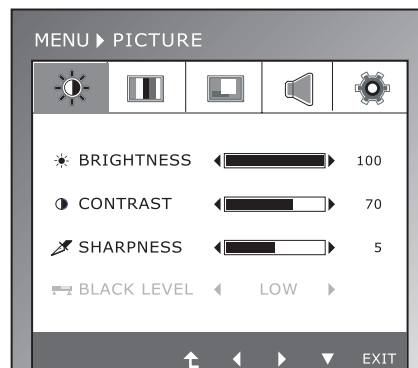 MENU PICTURE
BRIGHTNESS 100
CONTRAST 70
SHARPNESS 5
BLACK LEVEL LOW
EXIT